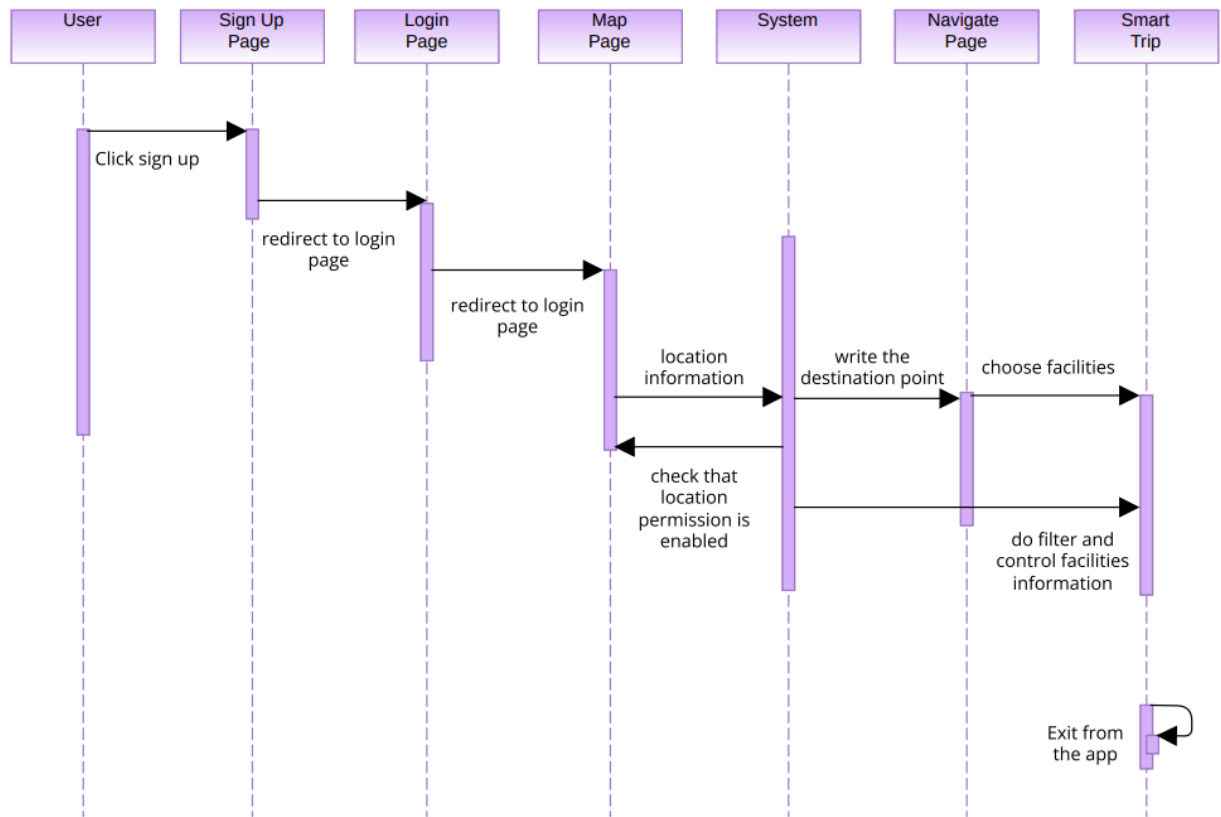 User
Sign Up
Page
Login
Page
Map
Page
System
Navigate
Page
Smart
Trip
Click sign up
redirect to login
page
redirect to login
page
location
information
write the
destination point
choose facilities
check that
location
permission is
enabled
do filter and
control facilities
information
Exit from
the app